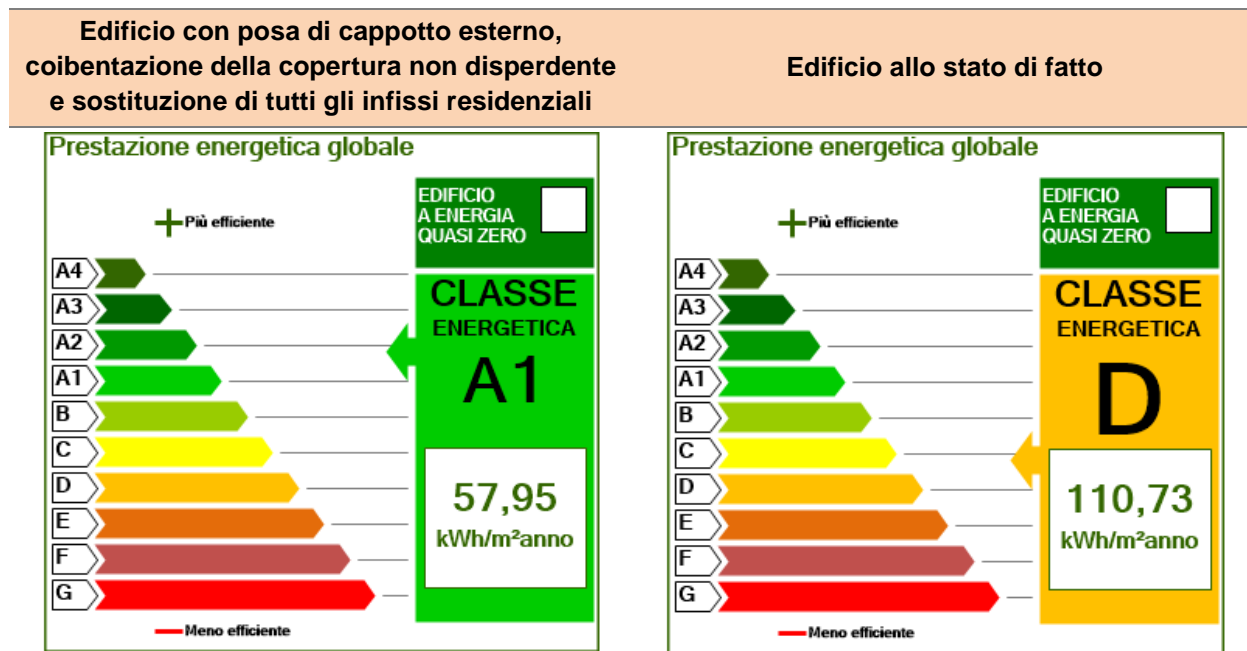 Edificio con posa di cappotto esterno,
coibentazione della copertura non disperdente
e sostituzione di tutti gli infissi residenziali
Edificio allo stato di fatto
Prestazione energetica globale
EDIFICIO
A ENERGIA
QUASI ZERO
Più efficiente
A4
A3
A2
A1
B
C
D
E
F
G
CLASSE
ENERGETICA
A1
57,95
kWh/m²anno
Meno efficiente
Prestazione energetica globale
EDIFICIO
A ENERGIA
QUASI ZERO
Più efficiente
A4
A3
A2
A1
B
C
D
E
F
G
CLASSE
ENERGETICA
D
110,73
kWh/m²anno
Meno efficiente